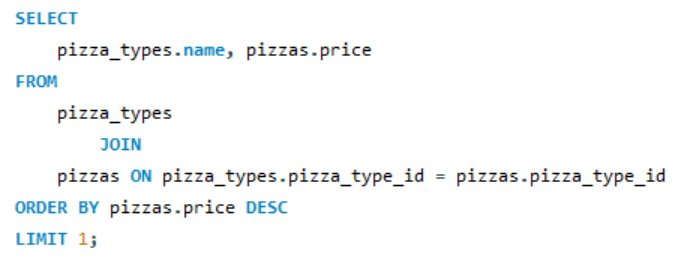 SELECT
pizza_types.name, pizzas.price
FROM
pizza_types
JOIN
pizzas ON pizza_types.pizza_type_id = pizzas.pizza_type_id
ORDER BY pizzas.price DESC
LIMIT 1;